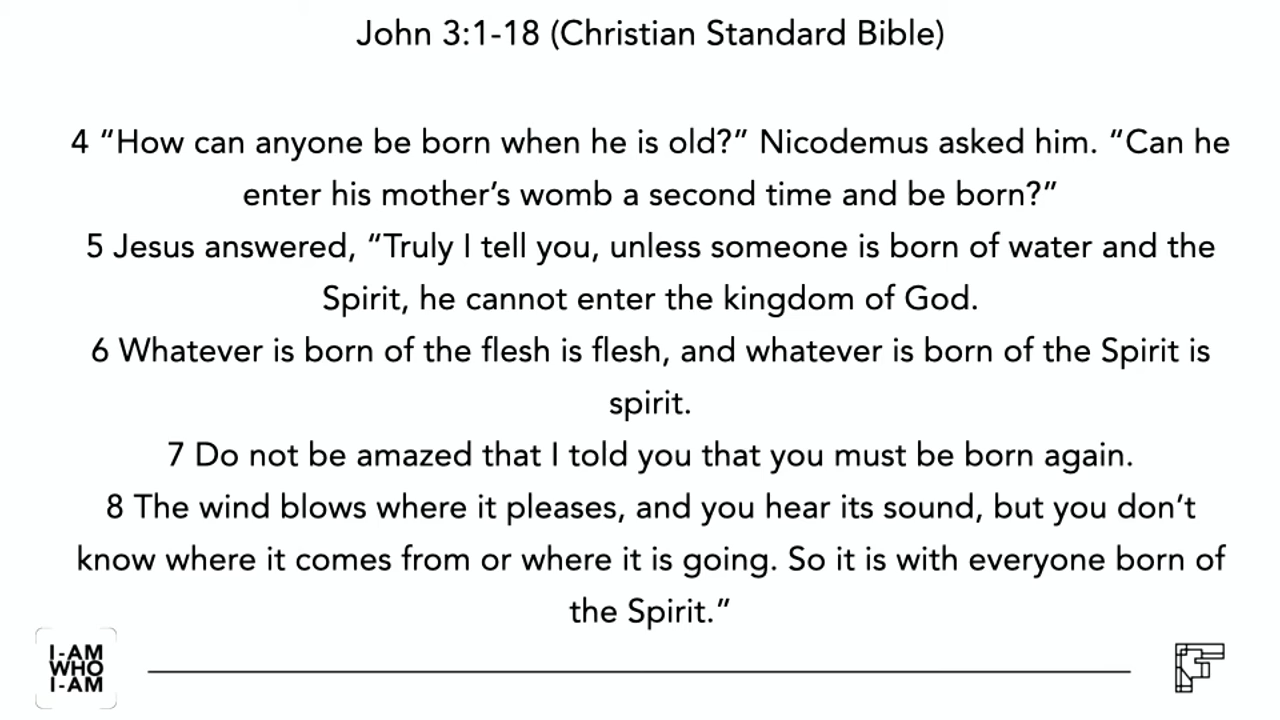 John 3:1-18 (Christian Standard Bible)
4 “How can anyone be born when he is old?” Nicodemus asked him. “Can he
enter his mother’s womb a second time and be born?”
5 Jesus answered, “Truly I tell you, unless someone is born of water and the
Spirit, he cannot enter the kingdom of God.
6 Whatever is born of the flesh is flesh, and whatever is born of the Spirit is
spirit.
7 Do not be amazed that I told you that you must be born again.
8 The wind blows where it pleases, and you hear its sound, but you don’t
know where it comes from or where it is going. So it is with everyone born of
the Spirit.”
I-AM
WHO
I-AM